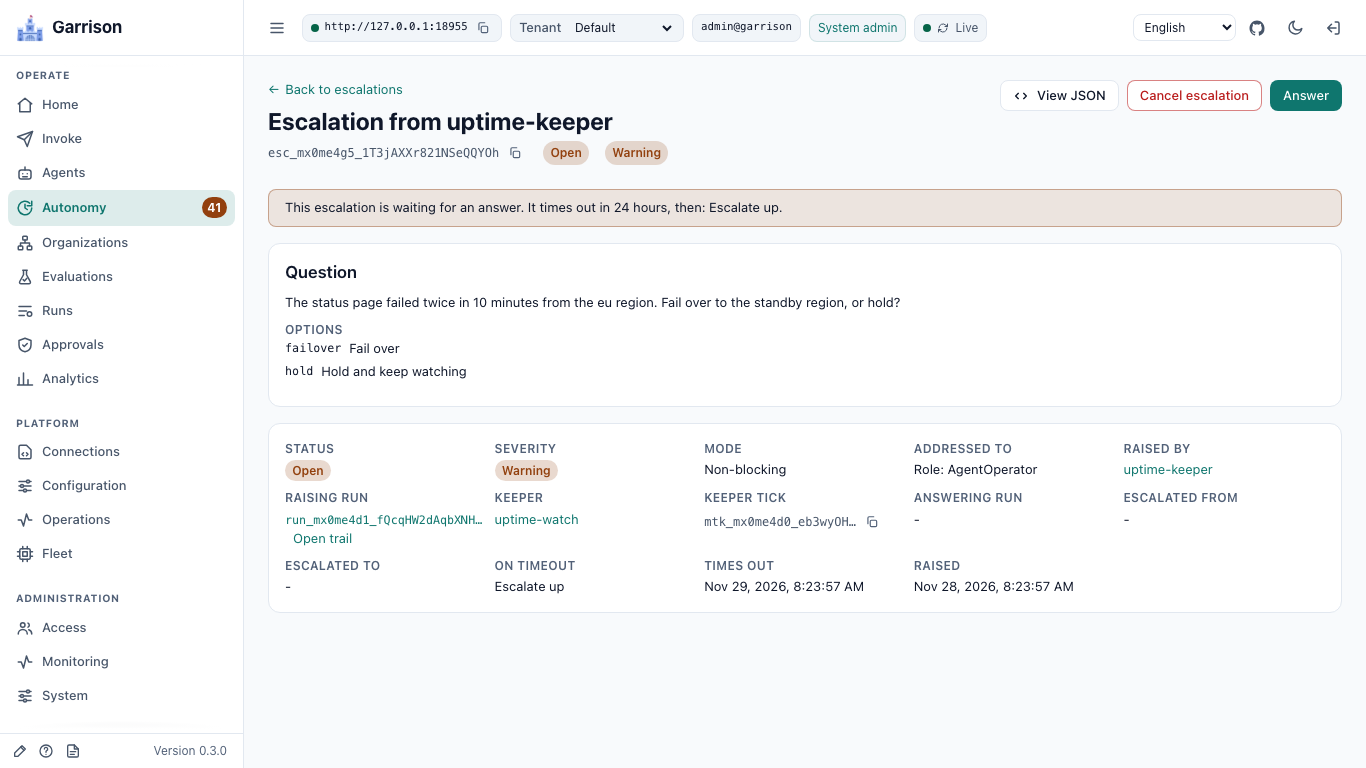 Garrison
http://127.0.0.1:18955
Tenant Default
admin@garrison
System admin
Live
English
OPERATE
Home
Invoke
Agents
Autonomy 41
Organizations
Evaluations
Runs
Approvals
Analytics
PLATFORM
Connections
Configuration
Operations
Fleet
ADMINISTRATION
Access
Monitoring
System
Version 0.3.0
← Back to escalations
View JSON
Cancel escalation
Answer
Escalation from uptime-keeper
esc_mx0me4g5_1T3jAXXr821NSeQQYOh
Open
Warning
This escalation is waiting for an answer. It times out in 24 hours, then: Escalate up.
Question
The status page failed twice in 10 minutes from the eu region. Fail over to the standby region, or hold?
OPTIONS
failover Fail over
hold Hold and keep watching
STATUS
Open
SEVERITY
Warning
MODE
Non-blocking
ADDRESSED TO
Role: AgentOperator
RAISED BY
uptime-keeper
RAISING RUN
run_mx0me4d1_fQcqHW2dAqbXNH…
Open trail
KEEPER
uptime-watch
KEEPER TICK
mtk_mx0me4d0_eb3wyOH…
ANSWERING RUN
-
ESCALATED FROM
-
ESCALATED TO
-
ON TIMEOUT
Escalate up
TIMES OUT
Nov 29, 2026, 8:23:57 AM
RAISED
Nov 28, 2026, 8:23:57 AM